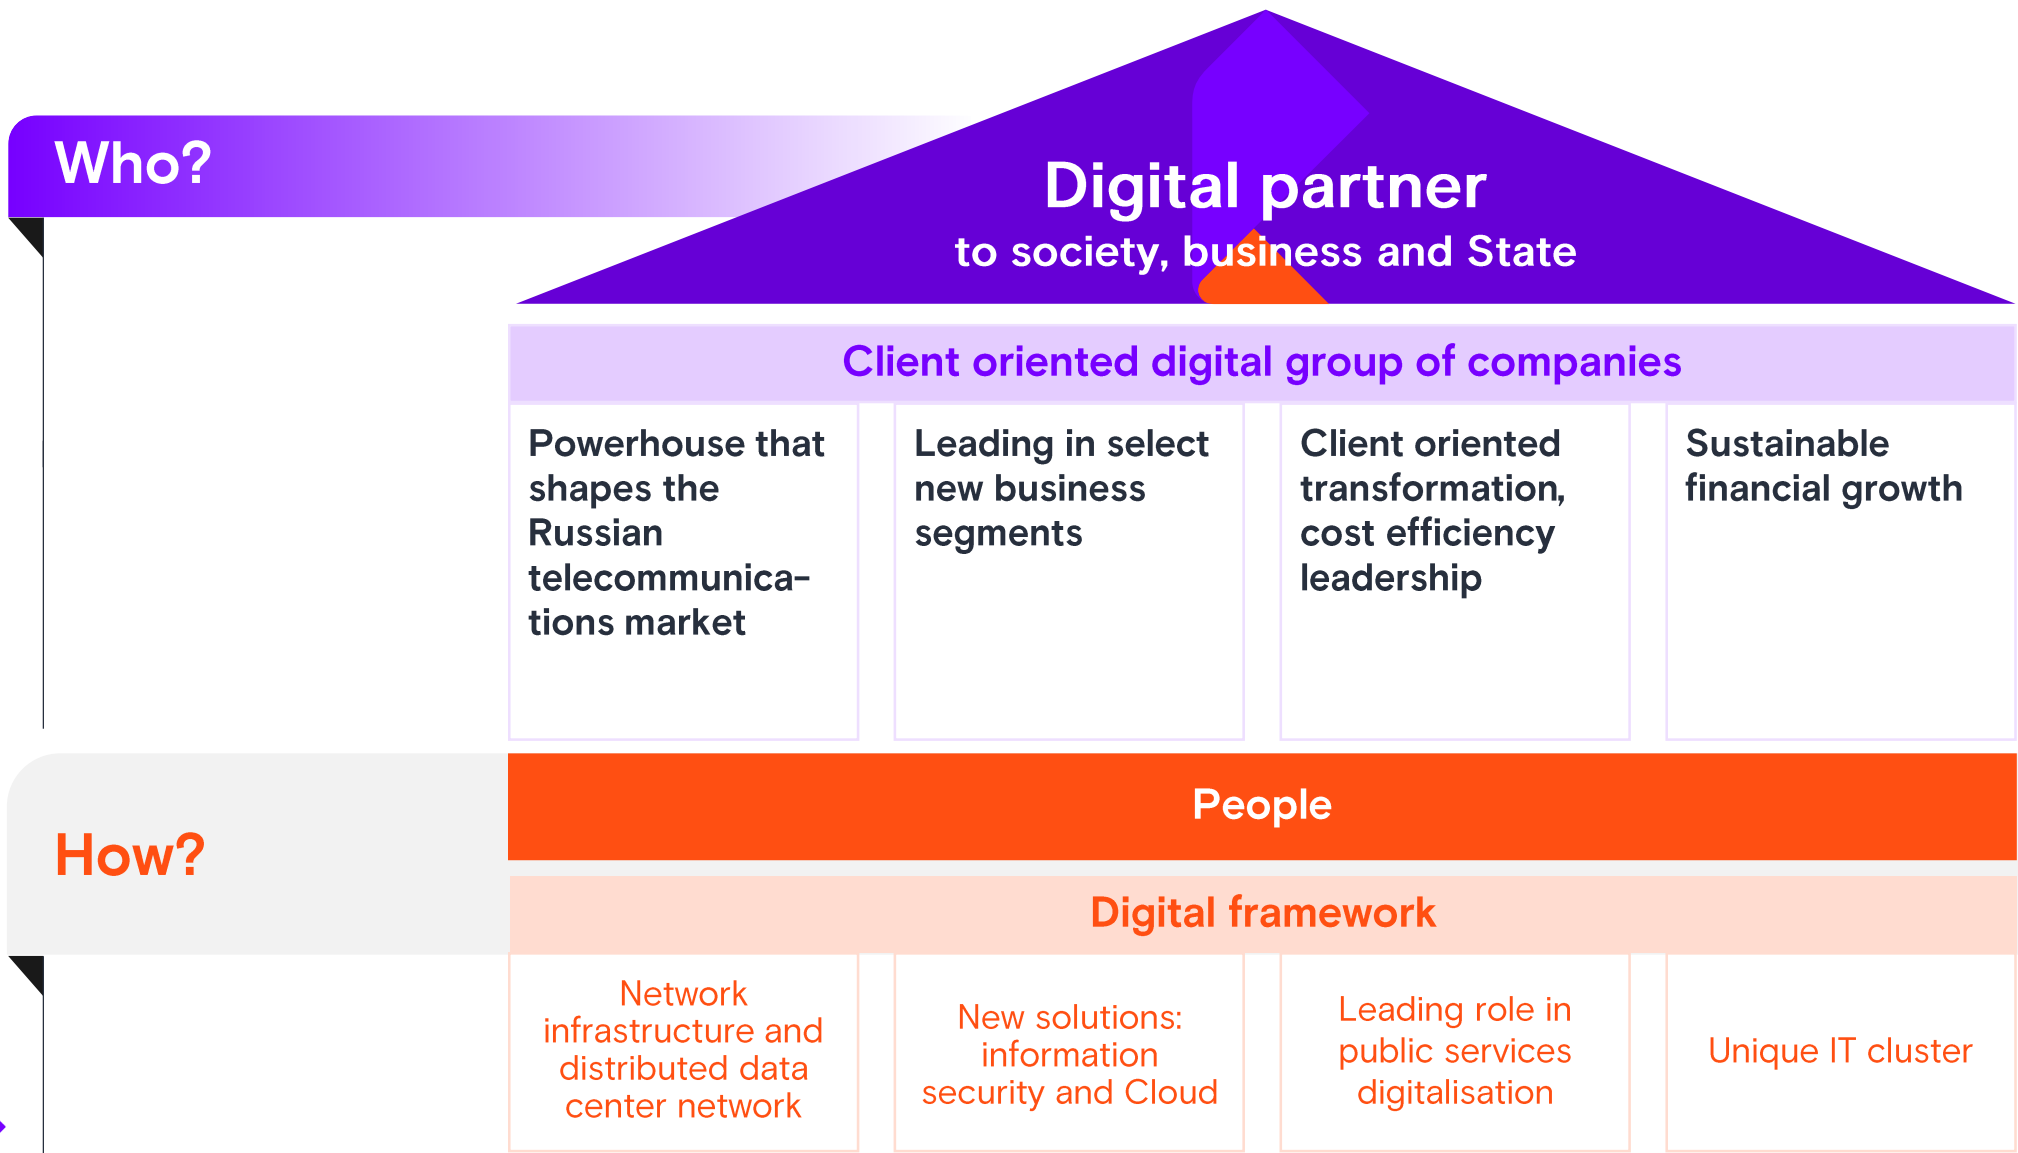 Who?
Digital partner
to society, business and State
Client oriented digital group of companies
Powerhouse that
shapes the
Russian
telecommunica-
tions market
Leading in select
new business
segments
Client oriented
transformation,
cost efficiency
leadership
Sustainable
financial growth
How?
People
Digital framework
Network
infrastructure and
distributed data
center network
New solutions:
information
security and Cloud
Leading role in
public services
digitalisation
Unique IT cluster